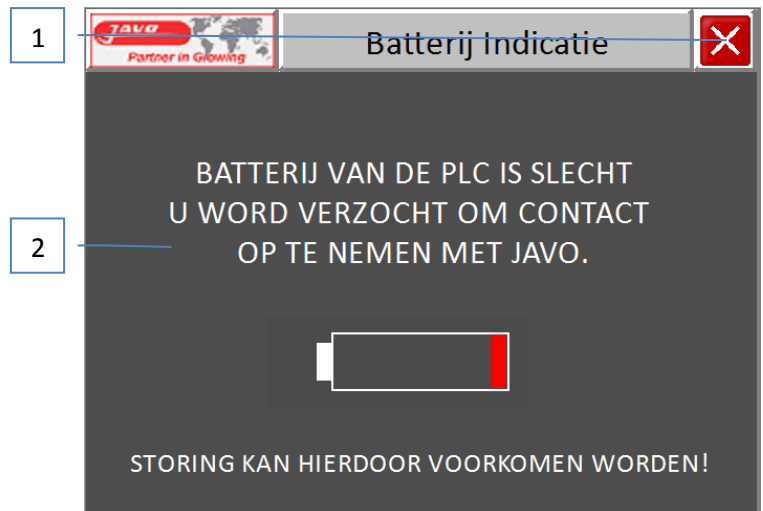 1
JAVO
Partner in Growing
Batterij Indicatie
2
BATTERIJ VAN DE PLC IS SLECHT
U WORD VERZOCHT OM CONTACT
OP TE NEMEN MET JAVO.
STORING KAN HIERDOOR VOORKOMEN WORDEN!